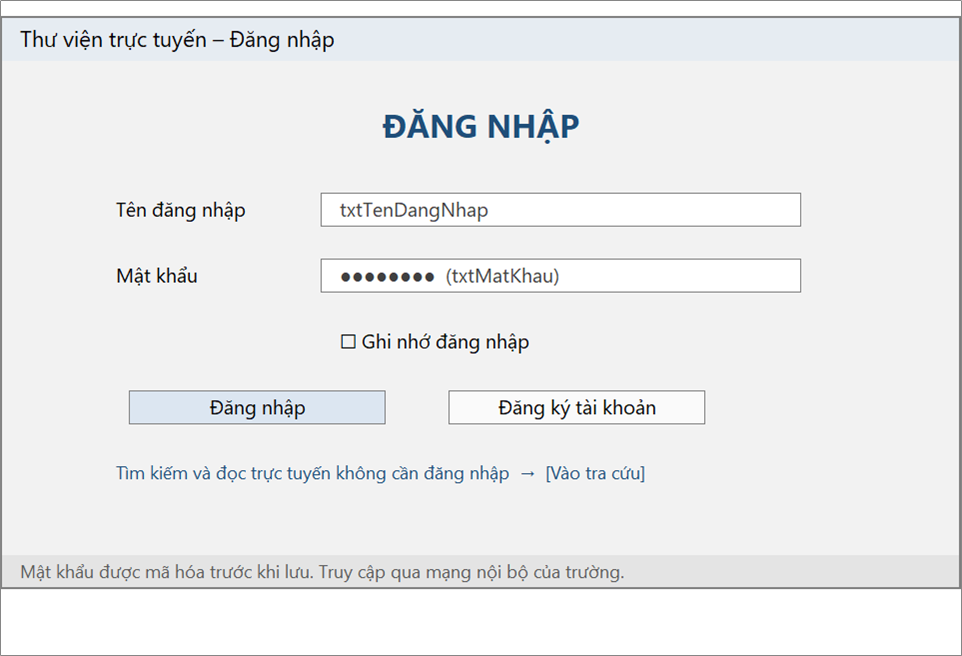 Thư viện trực tuyến – Đăng nhập
ĐĂNG NHẬP
Tên đăng nhập txtTenDangNhap
Mật khẩu ●●●●●●●● (txtMatKhau)
☐ Ghi nhớ đăng nhập
Đăng nhập Đăng ký tài khoản
Tìm kiếm và đọc trực tuyến không cần đăng nhập → [Vào tra cứu]
Mật khẩu được mã hóa trước khi lưu. Truy cập qua mạng nội bộ của trường.